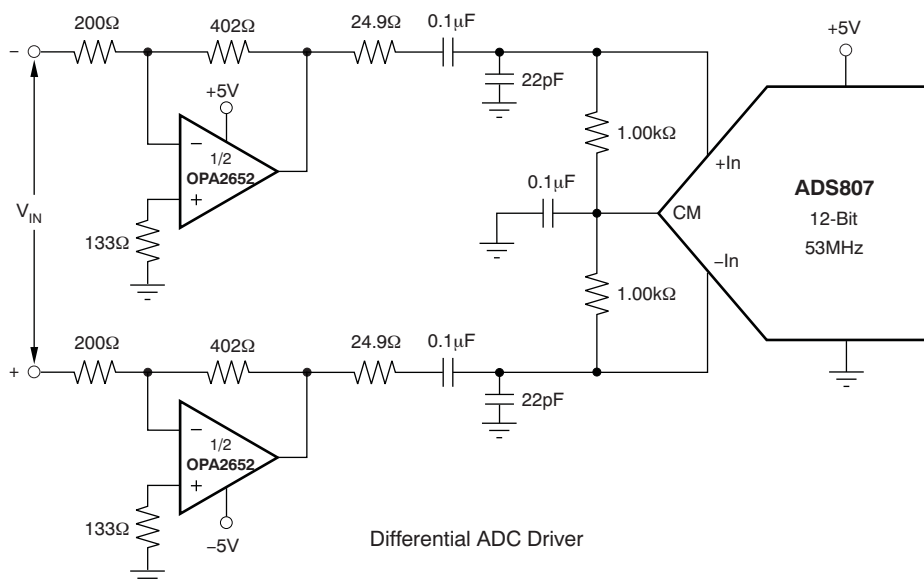 200Ω
402Ω
24.9Ω
0.1µF
+5V
−
+5V
22pF
1.00kΩ
−
1/2
OPA2652
+
+In
0.1µF
ADS807
12-Bit
53MHz
CM
V_IN
133Ω
−In
1.00kΩ
200Ω
402Ω
24.9Ω
0.1µF
+
22pF
−
1/2
OPA2652
+
133Ω
−5V
Differential ADC Driver